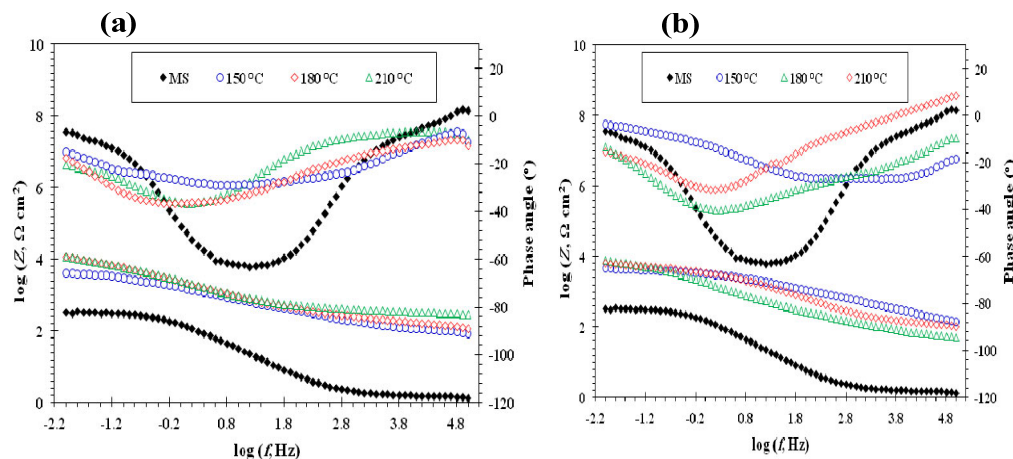 (a)
(b)
MS 150 °C 180 °C 210 °C
MS 150 °C 180 °C 210 °C
log (Z, Ω cm²)
10
8
6
4
2
0
20
0
-20
-40
-60
-80
-100
-120
Phase angle (°)
-2.2 -1.2 -0.2 0.8 1.8 2.8 3.8 4.8
log (f, Hz)
log (Z, Ω cm²)
10
8
6
4
2
0
20
0
-20
-40
-60
-80
-100
-120
Phase angle (°)
-2.2 -1.2 -0.2 0.8 1.8 2.8 3.8 4.8
log (f, Hz)